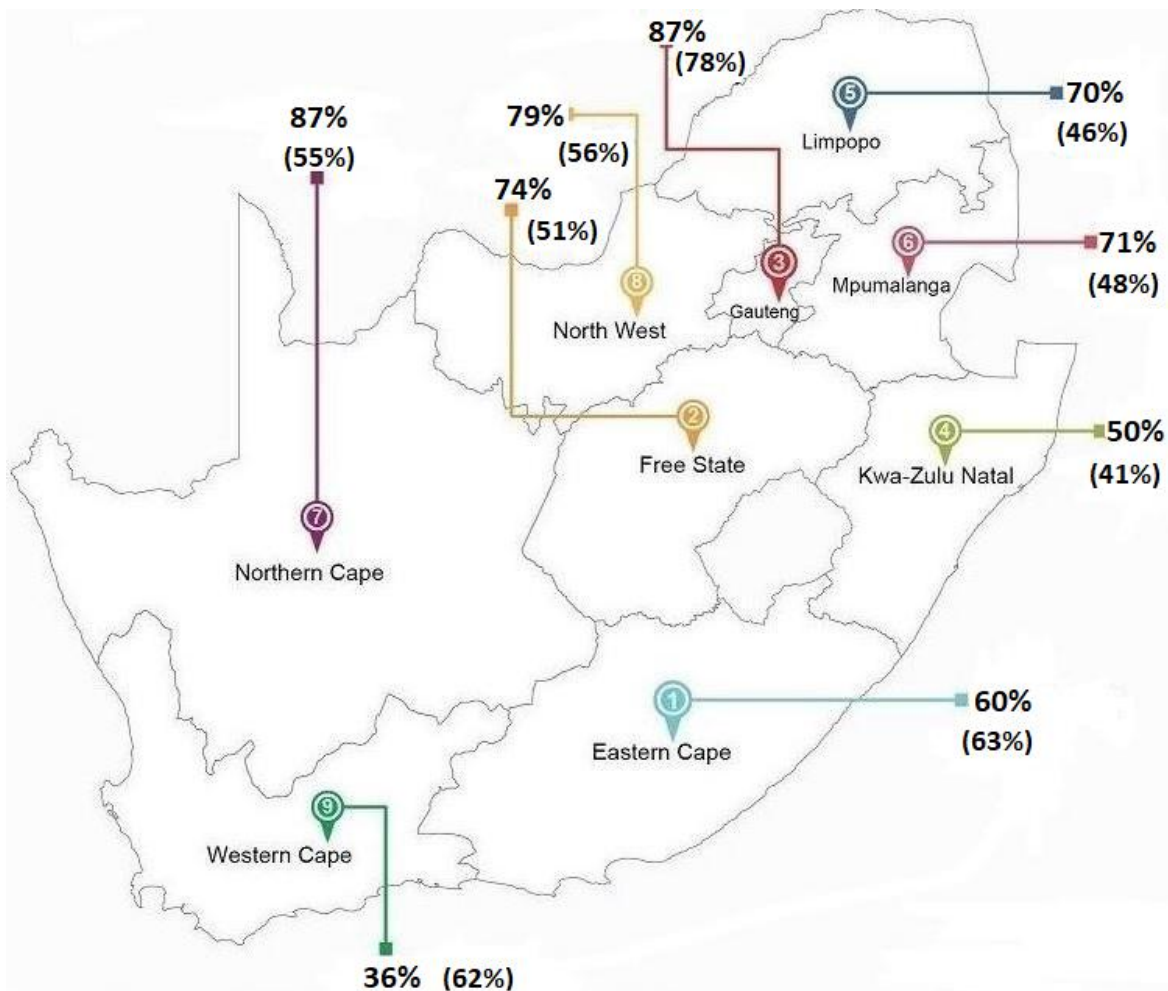 87%
(78%)
5
Limpopo
70%
(46%)
87%
(55%)
79%
(56%)
74%
(51%)
8
North West
3
Gauteng
6
Mpumalanga
71%
(48%)
2
Free State
4
Kwa-Zulu Natal
50%
(41%)
7
Northern Cape
1
Eastern Cape
60%
(63%)
9
Western Cape
36% (62%)